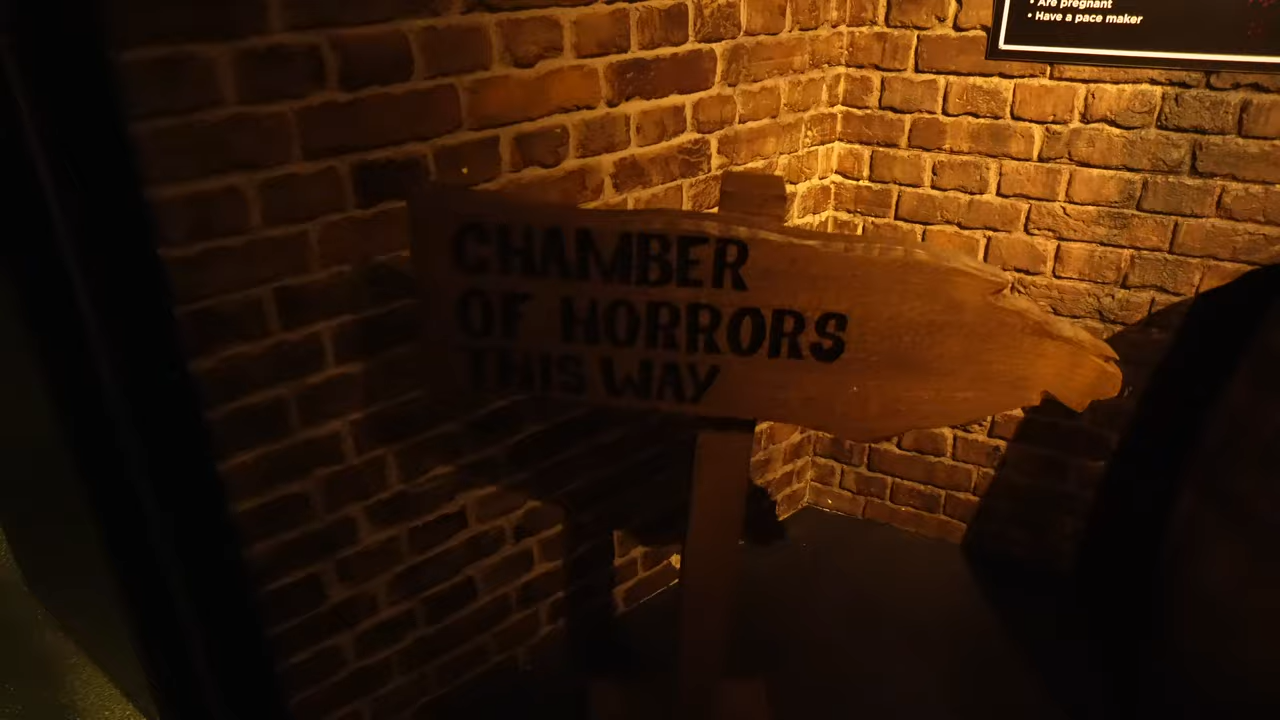 • Are pregnant
• Have a pace maker
CHAMBER
OF HORRORS
THIS WAY